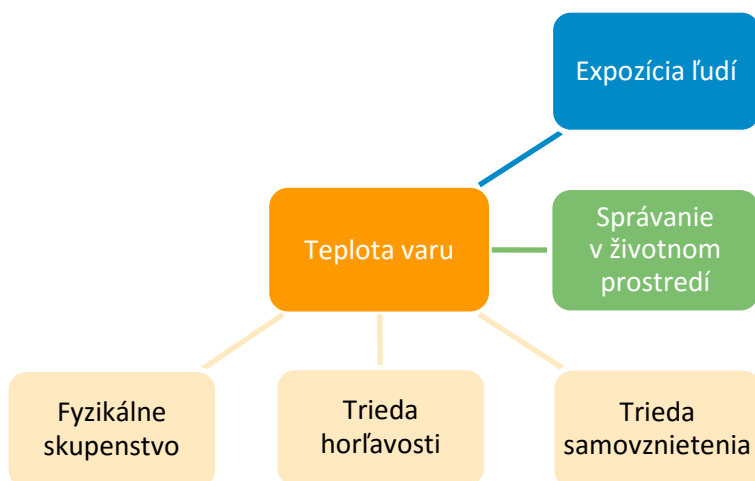 Expozícia ľudí
Teplota varu
Správanie
v životnom
prostredí
Fyzikálne
skupenstvo
Trieda
horľavosti
Trieda
samovznietenia